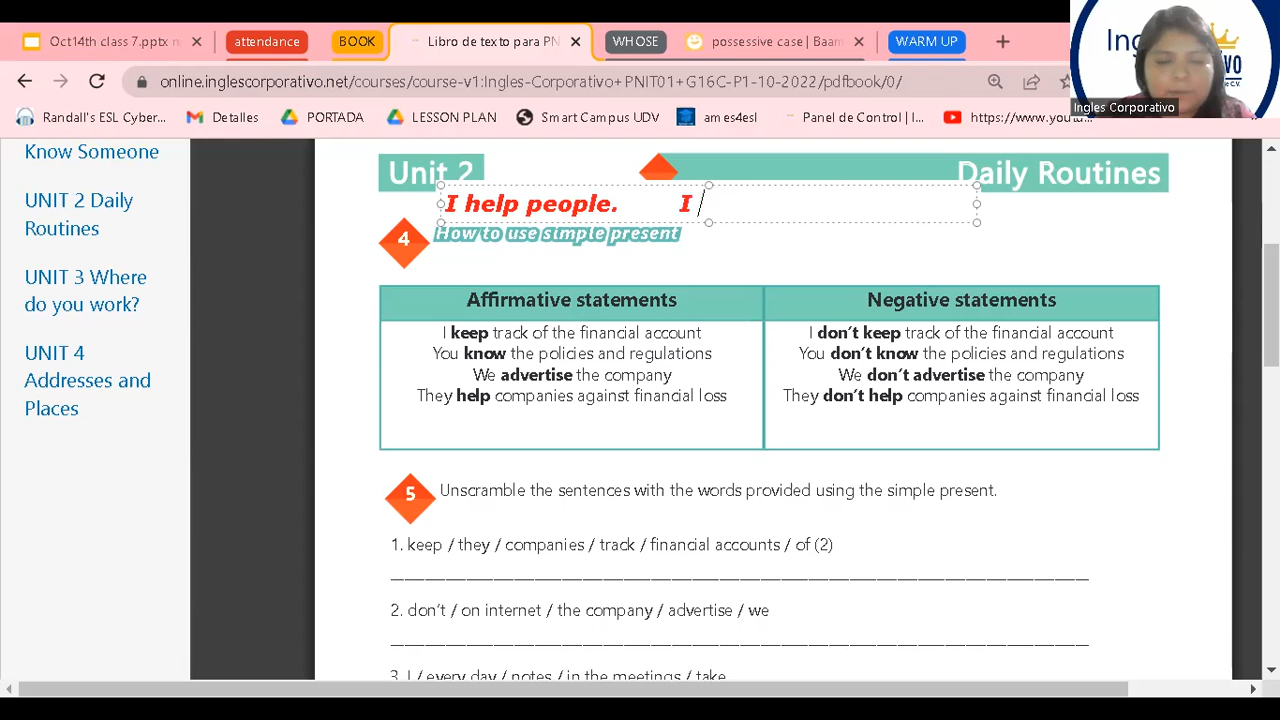 Oct14th class 7.pptx
attendance
BOOK
Libro de texto para PN
WHOSE
possessive case | Baam
WARM UP
Ing
VO
online.inglescorporativo.net/courses/course-v1:Ingles-Corporativo+PNIT01+G16C-P1-10-2022/pdfbook/0/
Ingles Corporativo
Randall's ESL Cyber...
Detalles
PORTADA
LESSON PLAN
Smart Campus UDV
ames4esl
Panel de Control | I...
https://www.youtu...
Know Someone
UNIT 2 Daily
Routines
UNIT 3 Where
do you work?
UNIT 4
Addresses and
Places
Unit 2
Daily Routines
I help people. I
4
How to use simple present
Affirmative statements
Negative statements
I keep track of the financial account
You know the policies and regulations
We advertise the company
They help companies against financial loss
I don't keep track of the financial account
You don't know the policies and regulations
We don't advertise the company
They don't help companies against financial loss
5
Unscramble the sentences with the words provided using the simple present.
1. keep / they / companies / track / financial accounts / of (2)
2. don't / on internet / the company / advertise / we
3. I / every day / notes / in the meetings / take